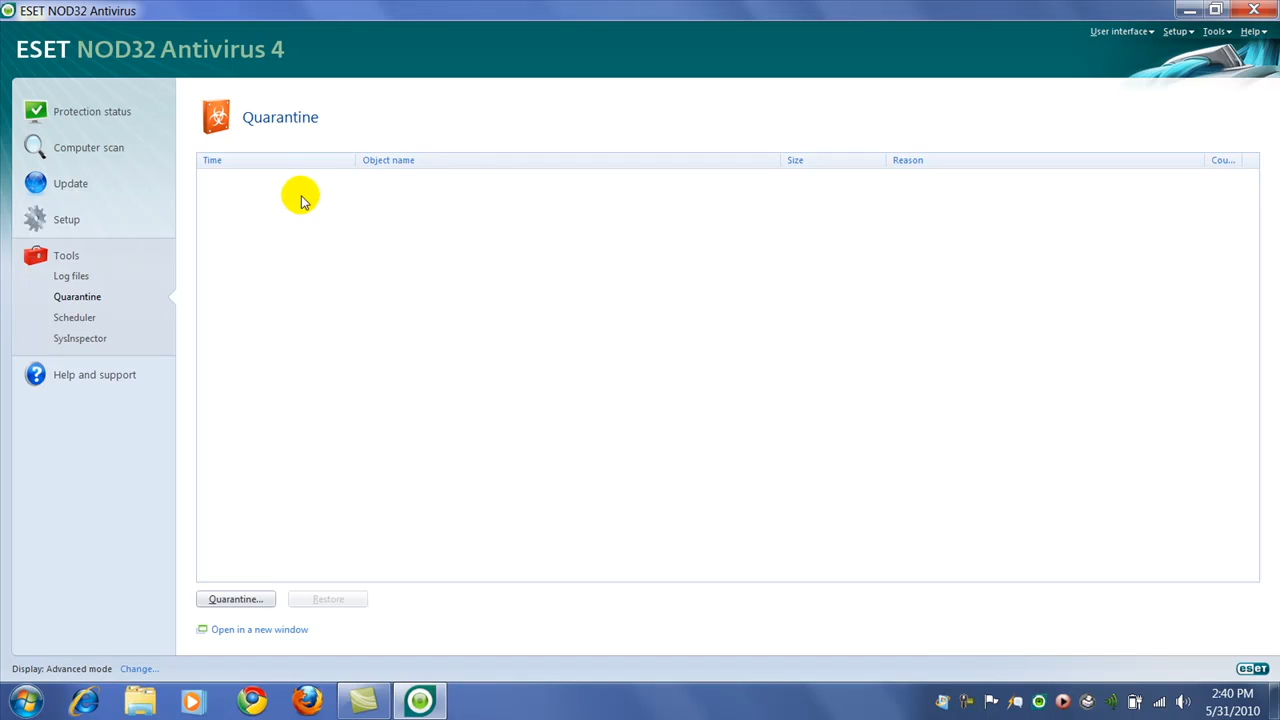 ESET NOD32 Antivirus
ESET NOD32 Antivirus 4
User interface Setup Tools Help
Protection status
Computer scan
Update
Setup
Tools
Log files
Quarantine
Scheduler
SysInspector
Help and support
Quarantine
Time Object name Size Reason Cou...
Quarantine... Restore
Open in a new window
Display: Advanced mode Change...
eset
2:40 PM
5/31/2010